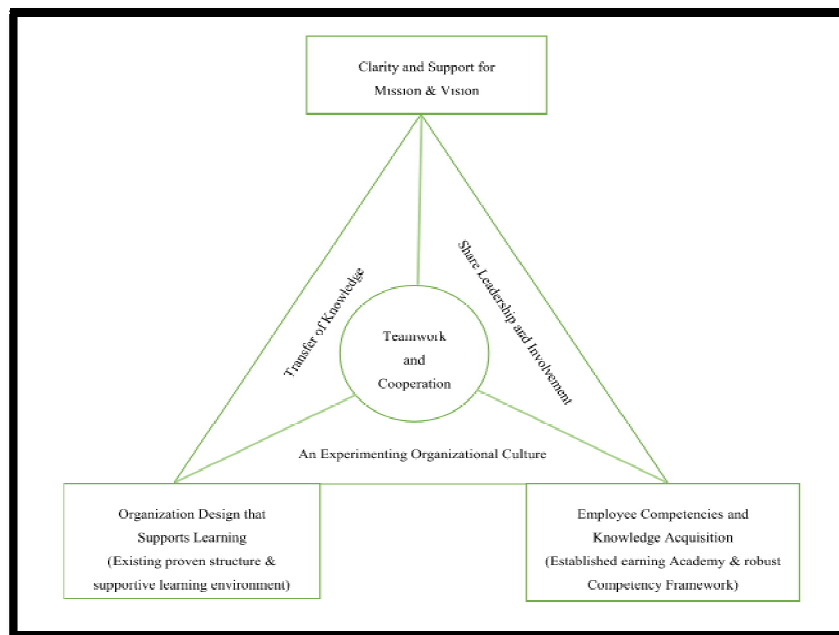 Clarity and Support for
Mission & Vision
Transfer of Knowledge
Share Leadership and Involvement
Teamwork
and
Cooperation
An Experimenting Organizational Culture
Organization Design that
Supports Learning
(Existing proven structure &
supportive learning environment)
Employee Competencies and
Knowledge Acquisition
(Established earning Academy & robust
Competency Framework)